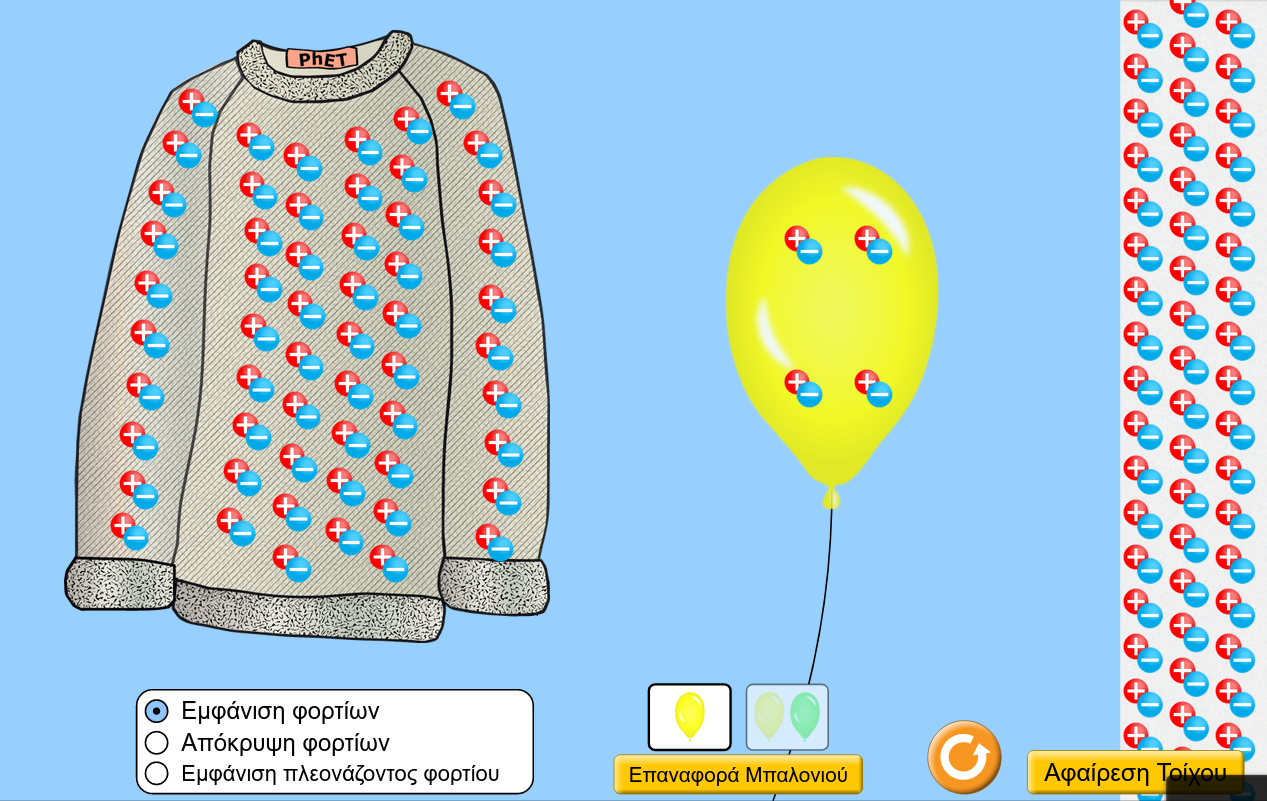 PhET
Εμφάνιση φορτίων
Απόκρυψη φορτίων
Εμφάνιση πλεονάζοντος φορτίου
Επαναφορά Μπαλονιού
Αφαίρεση Τοίχου